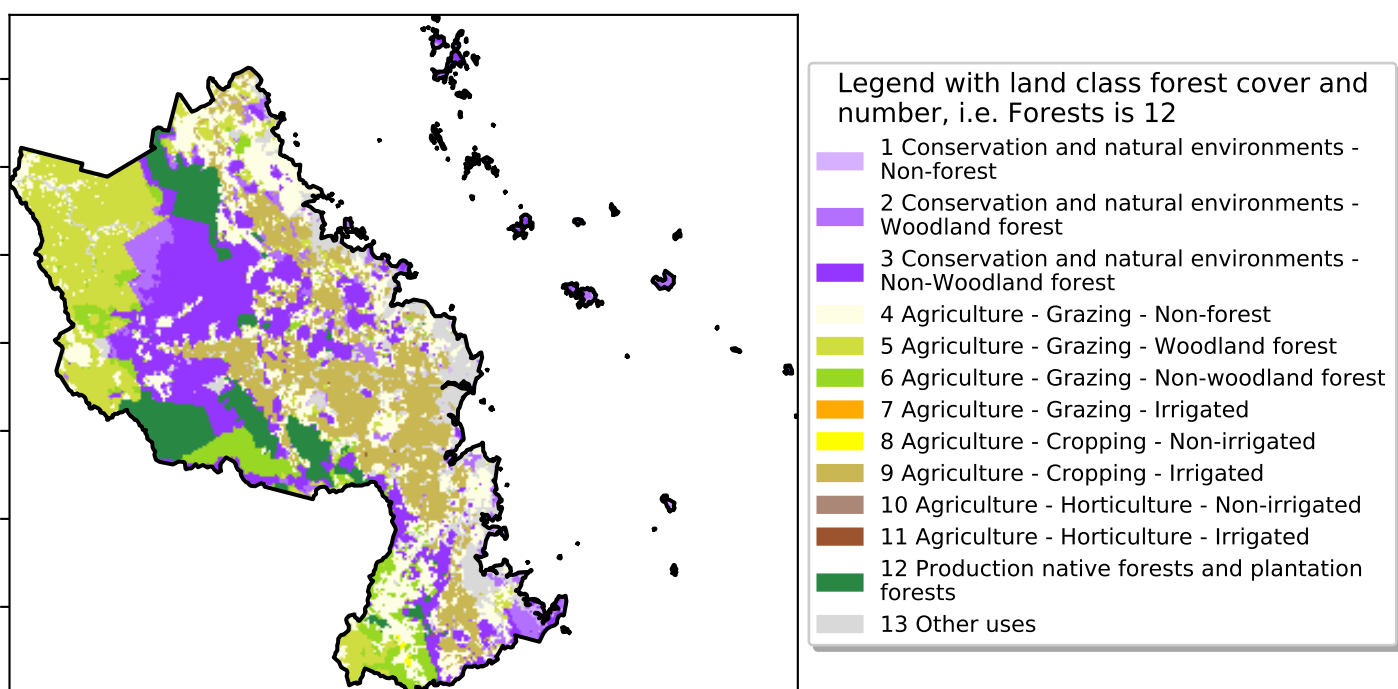 Legend with land class forest cover and
number, i.e. Forests is 12
1 Conservation and natural environments -
Non-forest
2 Conservation and natural environments -
Woodland forest
3 Conservation and natural environments -
Non-Woodland forest
4 Agriculture - Grazing - Non-forest
5 Agriculture - Grazing - Woodland forest
6 Agriculture - Grazing - Non-woodland forest
7 Agriculture - Grazing - Irrigated
8 Agriculture - Cropping - Non-irrigated
9 Agriculture - Cropping - Irrigated
10 Agriculture - Horticulture - Non-irrigated
11 Agriculture - Horticulture - Irrigated
12 Production native forests and plantation
forests
13 Other uses